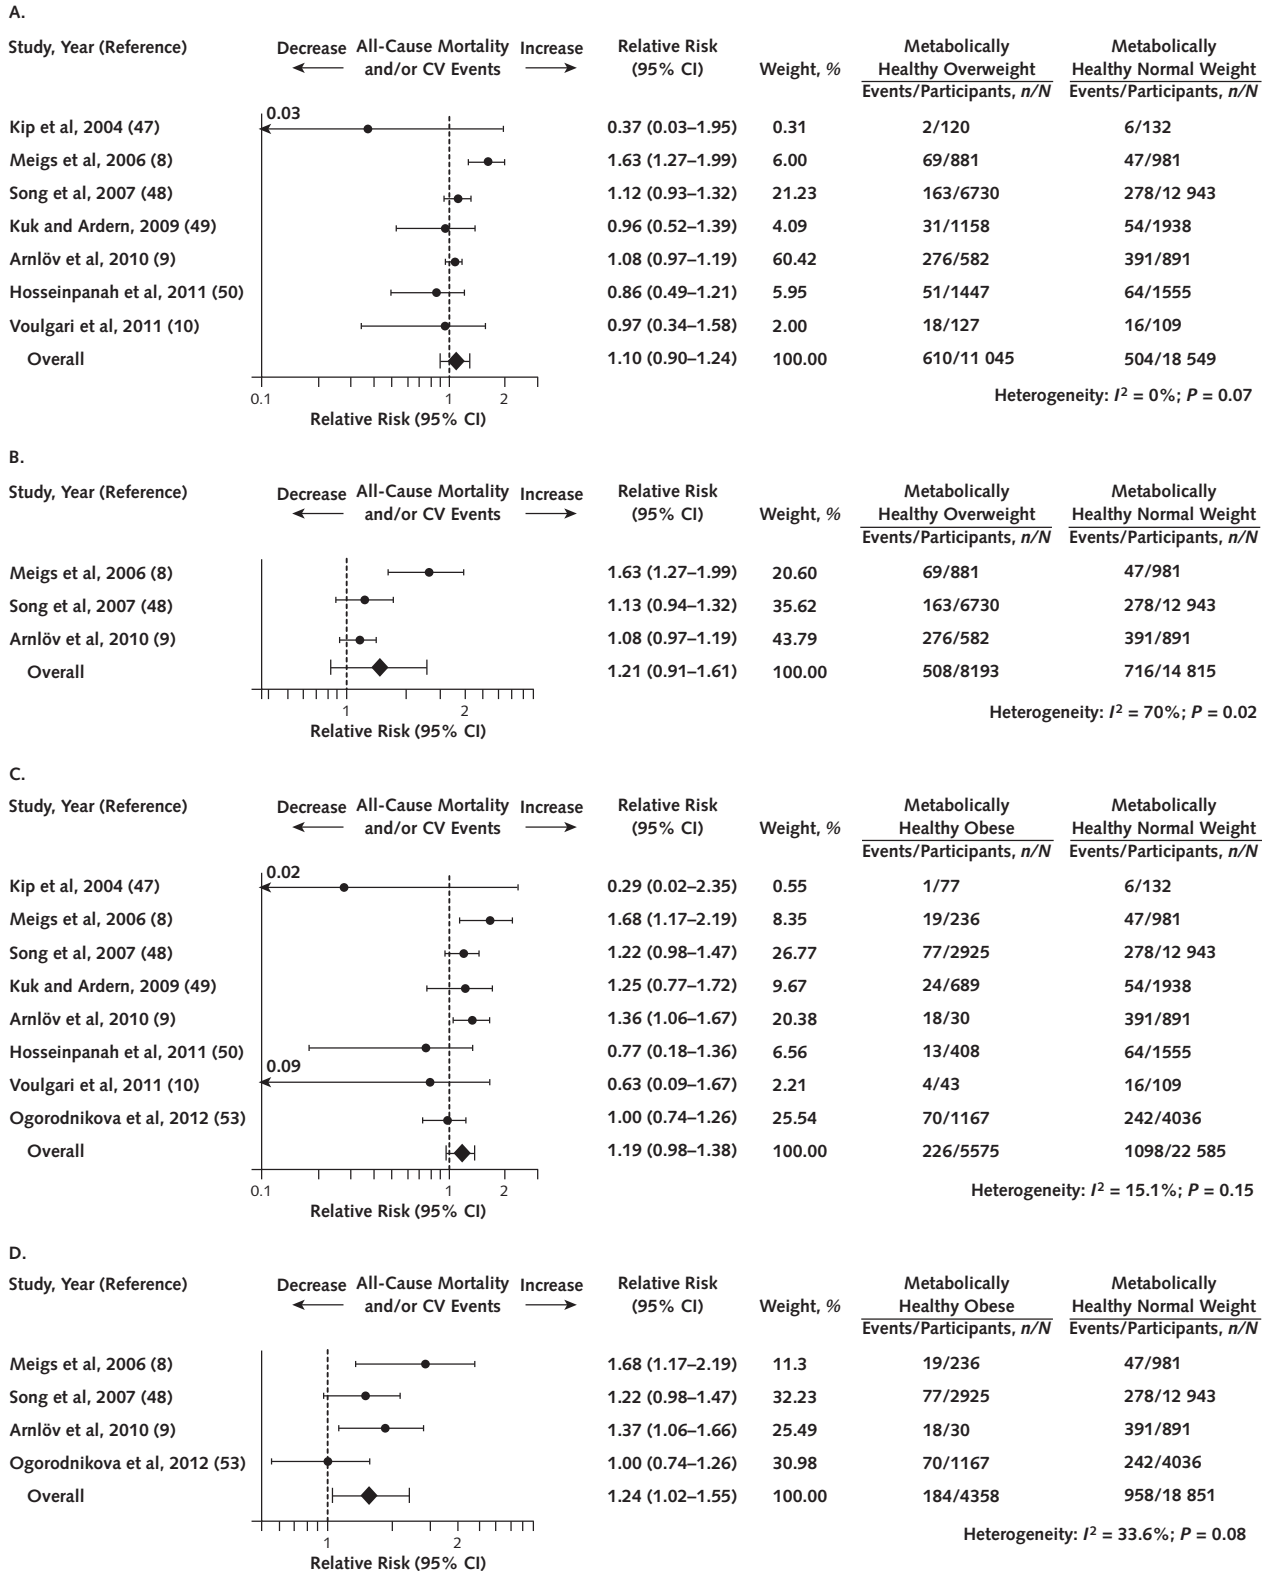 A.
Study, Year (Reference) Decrease All-Cause Mortality Increase Relative Risk Metabolically Metabolically
and/or CV Events (95% CI) Weight, % Healthy Overweight Healthy Normal Weight
Events/Participants, n/N Events/Participants, n/N
0.03
Kip et al, 2004 (47) 0.37 (0.03–1.95) 0.31 2/120 6/132
Meigs et al, 2006 (8) 1.63 (1.27–1.99) 6.00 69/881 47/981
Song et al, 2007 (48) 1.12 (0.93–1.32) 21.23 163/6730 278/12 943
Kuk and Ardern, 2009 (49) 0.96 (0.52–1.39) 4.09 31/1158 54/1938
Arnlöv et al, 2010 (9) 1.08 (0.97–1.19) 60.42 276/582 391/891
Hosseinpanah et al, 2011 (50) 0.86 (0.49–1.21) 5.95 51/1447 64/1555
Voulgari et al, 2011 (10) 0.97 (0.34–1.58) 2.00 18/127 16/109
Overall 1.10 (0.90–1.24) 100.00 610/11 045 504/18 549
0.1 1 2
Heterogeneity: I² = 0%; P = 0.07
Relative Risk (95% CI)
B.
Study, Year (Reference) Decrease All-Cause Mortality Increase Relative Risk Metabolically Metabolically
and/or CV Events (95% CI) Weight, % Healthy Overweight Healthy Normal Weight
Events/Participants, n/N Events/Participants, n/N
Meigs et al, 2006 (8) 1.63 (1.27–1.99) 20.60 69/881 47/981
Song et al, 2007 (48) 1.13 (0.94–1.32) 35.62 163/6730 278/12 943
Arnlöv et al, 2010 (9) 1.08 (0.97–1.19) 43.79 276/582 391/891
Overall 1.21 (0.91–1.61) 100.00 508/8193 716/14 815
1 2
Heterogeneity: I² = 70%; P = 0.02
Relative Risk (95% CI)
C.
Study, Year (Reference) Decrease All-Cause Mortality Increase Relative Risk Metabolically Metabolically
and/or CV Events (95% CI) Weight, % Healthy Obese Healthy Normal Weight
Events/Participants, n/N Events/Participants, n/N
0.02
Kip et al, 2004 (47) 0.29 (0.02–2.35) 0.55 1/77 6/132
Meigs et al, 2006 (8) 1.68 (1.17–2.19) 8.35 19/236 47/981
Song et al, 2007 (48) 1.22 (0.98–1.47) 26.77 77/2925 278/12 943
Kuk and Ardern, 2009 (49) 1.25 (0.77–1.72) 9.67 24/689 54/1938
Arnlöv et al, 2010 (9) 1.36 (1.06–1.67) 20.38 18/30 391/891
Hosseinpanah et al, 2011 (50) 0.77 (0.18–1.36) 6.56 13/408 64/1555
0.09
Voulgari et al, 2011 (10) 0.63 (0.09–1.67) 2.21 4/43 16/109
Ogorodnikova et al, 2012 (53) 1.00 (0.74–1.26) 25.54 70/1167 242/4036
Overall 1.19 (0.98–1.38) 100.00 226/5575 1098/22 585
0.1 1 2
Heterogeneity: I² = 15.1%; P = 0.15
Relative Risk (95% CI)
D.
Study, Year (Reference) Decrease All-Cause Mortality Increase Relative Risk Metabolically Metabolically
and/or CV Events (95% CI) Weight, % Healthy Obese Healthy Normal Weight
Events/Participants, n/N Events/Participants, n/N
Meigs et al, 2006 (8) 1.68 (1.17–2.19) 11.3 19/236 47/981
Song et al, 2007 (48) 1.22 (0.98–1.47) 32.23 77/2925 278/12 943
Arnlöv et al, 2010 (9) 1.37 (1.06–1.66) 25.49 18/30 391/891
Ogorodnikova et al, 2012 (53) 1.00 (0.74–1.26) 30.98 70/1167 242/4036
Overall 1.24 (1.02–1.55) 100.00 184/4358 958/18 851
1 2
Heterogeneity: I² = 33.6%; P = 0.08
Relative Risk (95% CI)